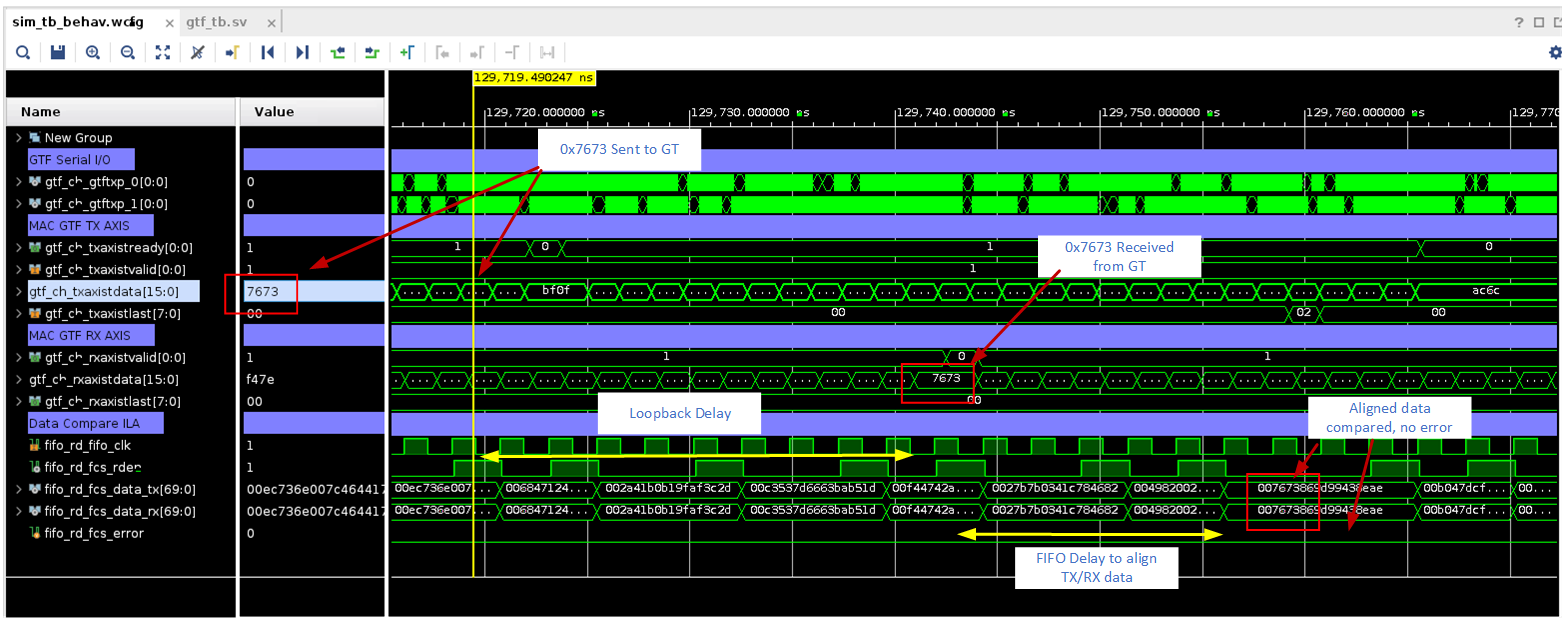 sim_tb_behav.wcfg × gtf_tb.sv ×
129,719.490247 ns
Name Value
129,720.000000 ns 129,730.000000 ns 129,740.000000 ns 129,750.000000 ns 129,760.000000 ns 129,770
New Group
0x7673 Sent to GT
GTF Serial I/O
gtf_ch_gtftxp_0[0:0] 0
gtf_ch_gtftxp_1[0:0] 0
MAC GTF TX AXIS
gtf_ch_txaxistready[0:0] 1 1 0 1 0
0x7673 Received
from GT
gtf_ch_txaxistvalid[0:0] 1 1
gtf_ch_txaxistdata[15:0] 7673 bf0f ac6c
gtf_ch_txaxistlast[7:0] 00 00 02 00
MAC GTF RX AXIS
gtf_ch_rxaxistvalid[0:0] 1 1 0 1
gtf_ch_rxaxistdata[15:0] f47e 7673
gtf_ch_rxaxistlast[7:0] 00 00
Loopback Delay
Aligned data
compared, no error
Data Compare ILA
fifo_rd_fifo_clk 1
fifo_rd_fcs_rden 1
fifo_rd_fcs_data_tx[69:0] 00ec736e007c464417 00ec736e007... 006847124... 002a41b0b19faf3c2d 00c3537d6663bab51d 00f44742a... 0027b7b0341c784682 004982002... 007673869d99438eae 00b047dcf... 00...
fifo_rd_fcs_data_rx[69:0] 00ec736e007c464417 00ec736e007... 006847124... 002a41b0b19faf3c2d 00c3537d6663bab51d 00f44742a... 0027b7b0341c784682 004982002... 007673869d99438eae 00b047dcf... 00...
fifo_rd_fcs_error 0
FIFO Delay to align
TX/RX data